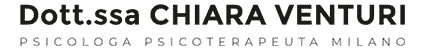 Dott.ssa CHIARA VENTURI
PSICOLOGA PSICOTERAPEUTA MILANO